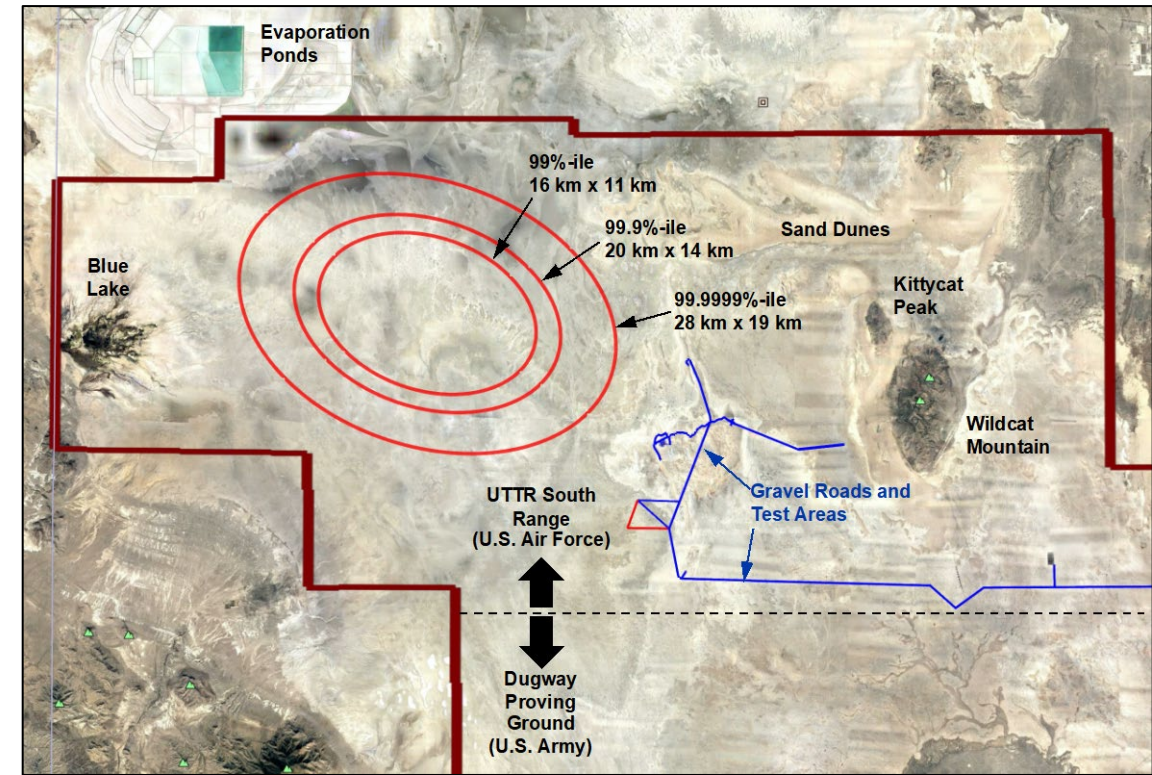 Evaporation
Ponds
99%-ile
16 km x 11 km
99.9%-ile
20 km x 14 km
Sand Dunes
Blue
Lake
Kittycat
Peak
99.9999%-ile
28 km x 19 km
Wildcat
Mountain
UTTR South
Range
(U.S. Air Force)
Gravel Roads and
Test Areas
Dugway
Proving
Ground
(U.S. Army)